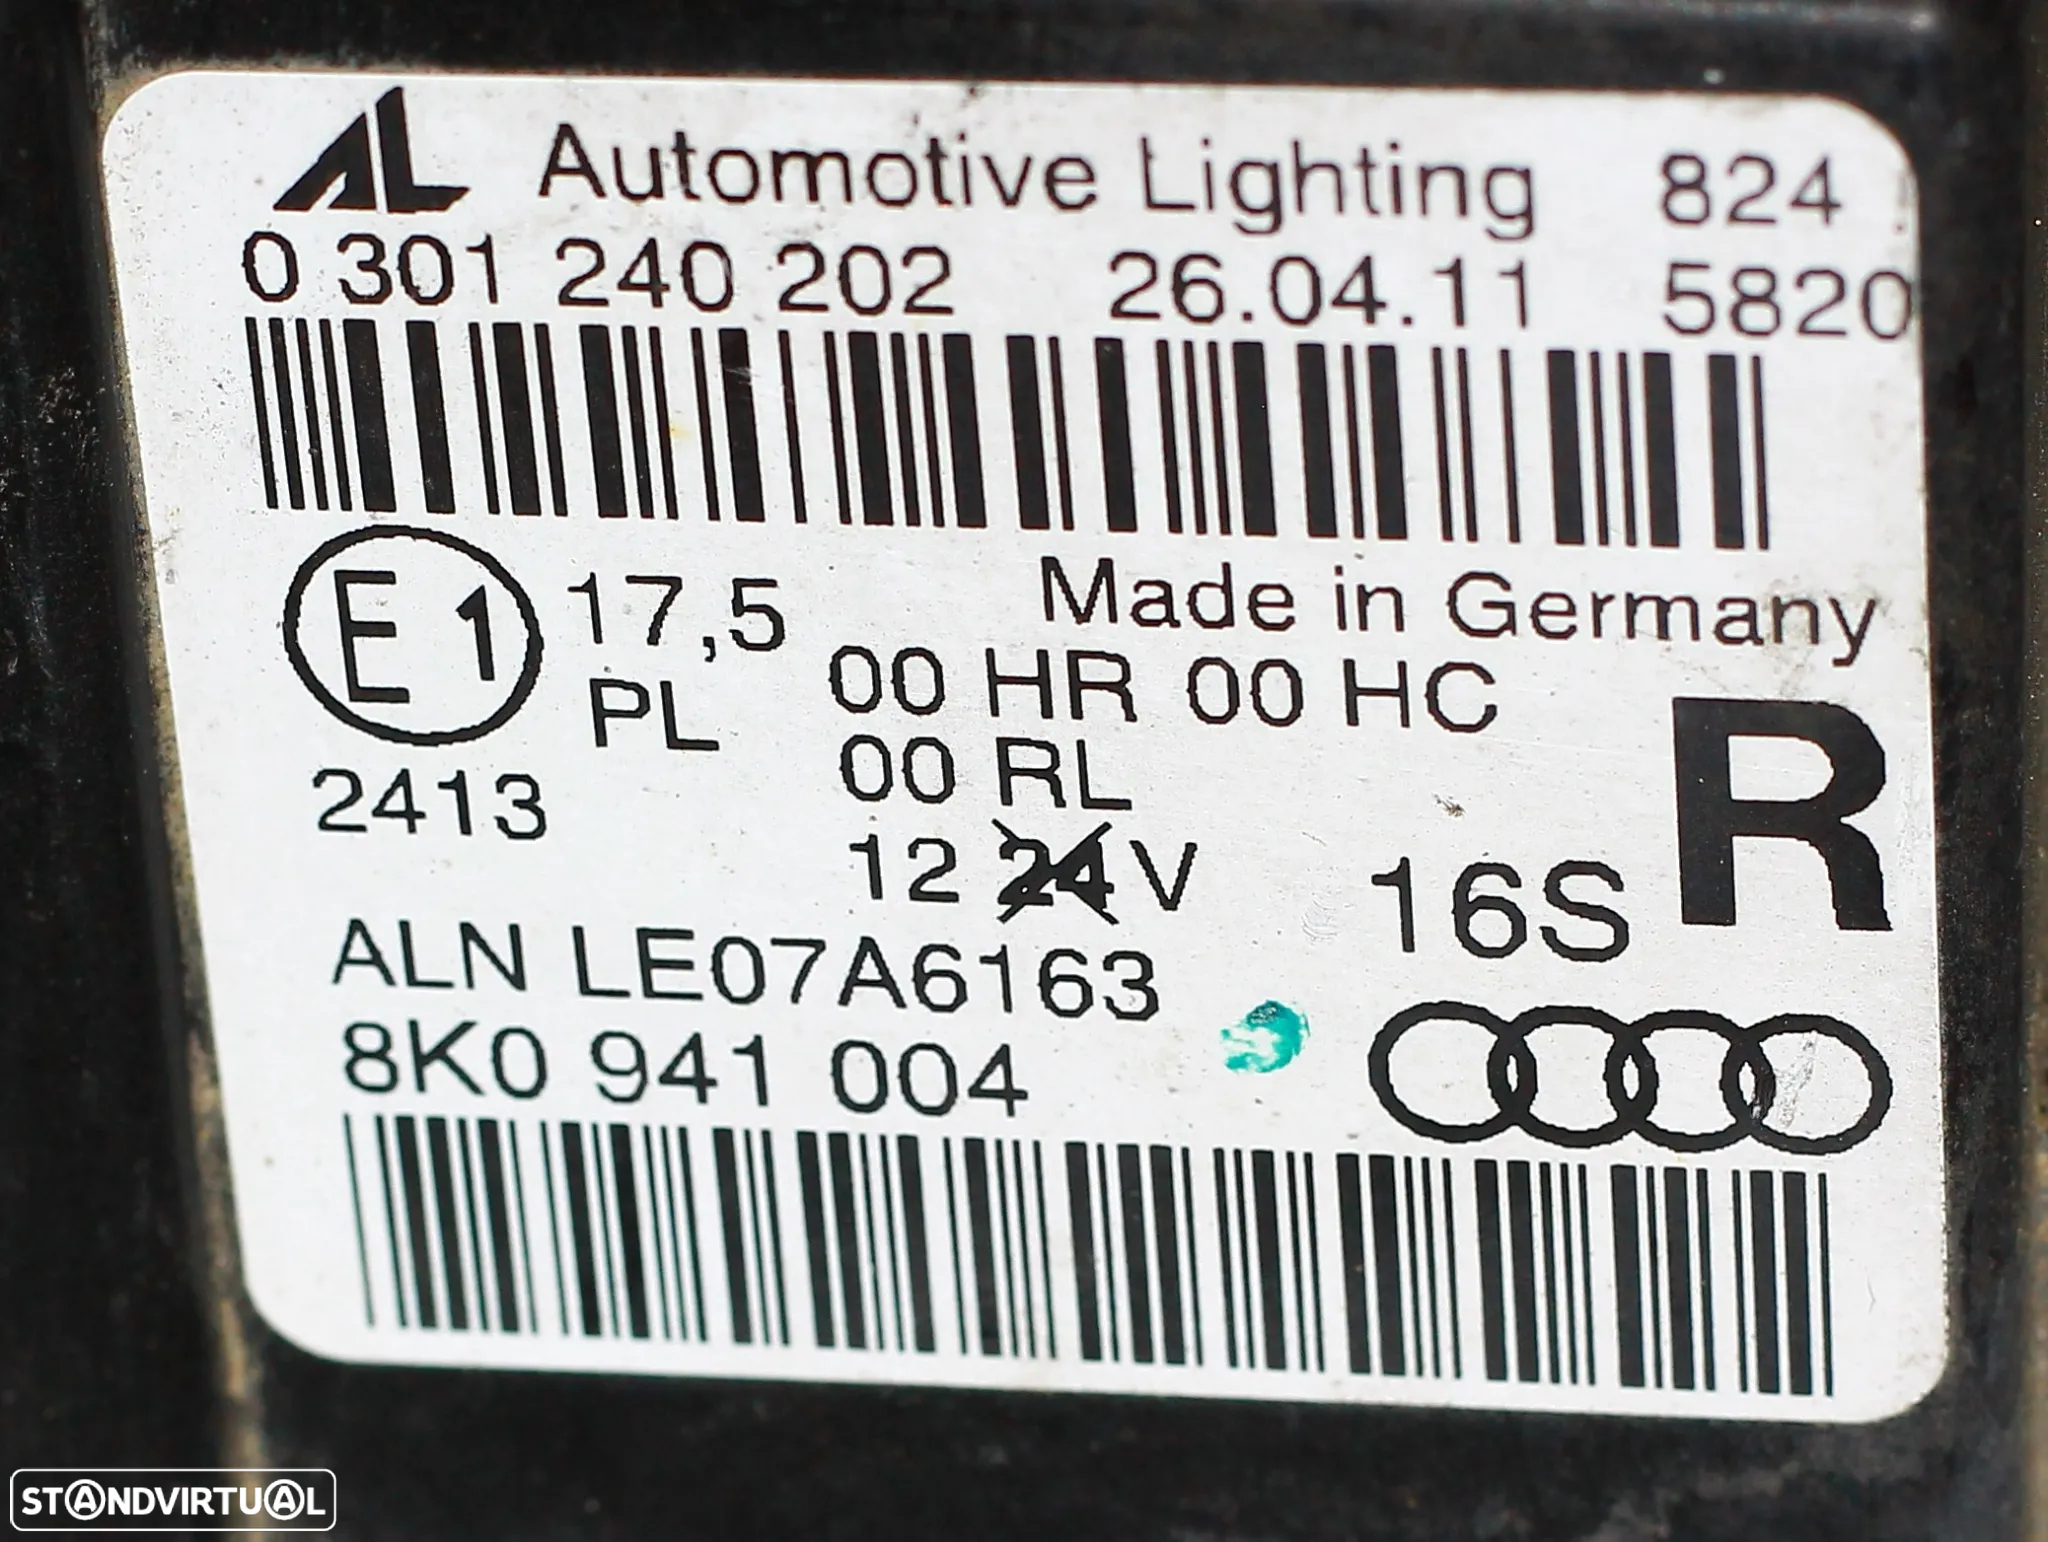 AL Automotive Lighting 824
0 301 240 202 26.04.11 5820
Made in Germany
E1 17,5
PL
00 HR 00 HC
00 RL
R
2413
12 24 V
16S
ALN LE07A6163
8K0 941 004
STANDVIRTUAL